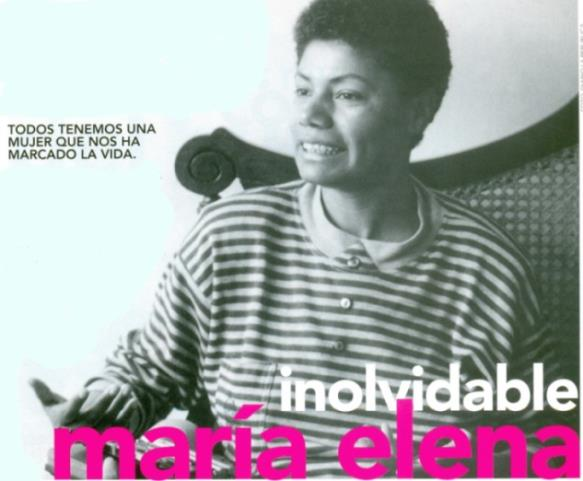 TODOS TENEMOS UNA
MUJER QUE NOS HA
MARCADO LA VIDA.
inolvidable
maría elena